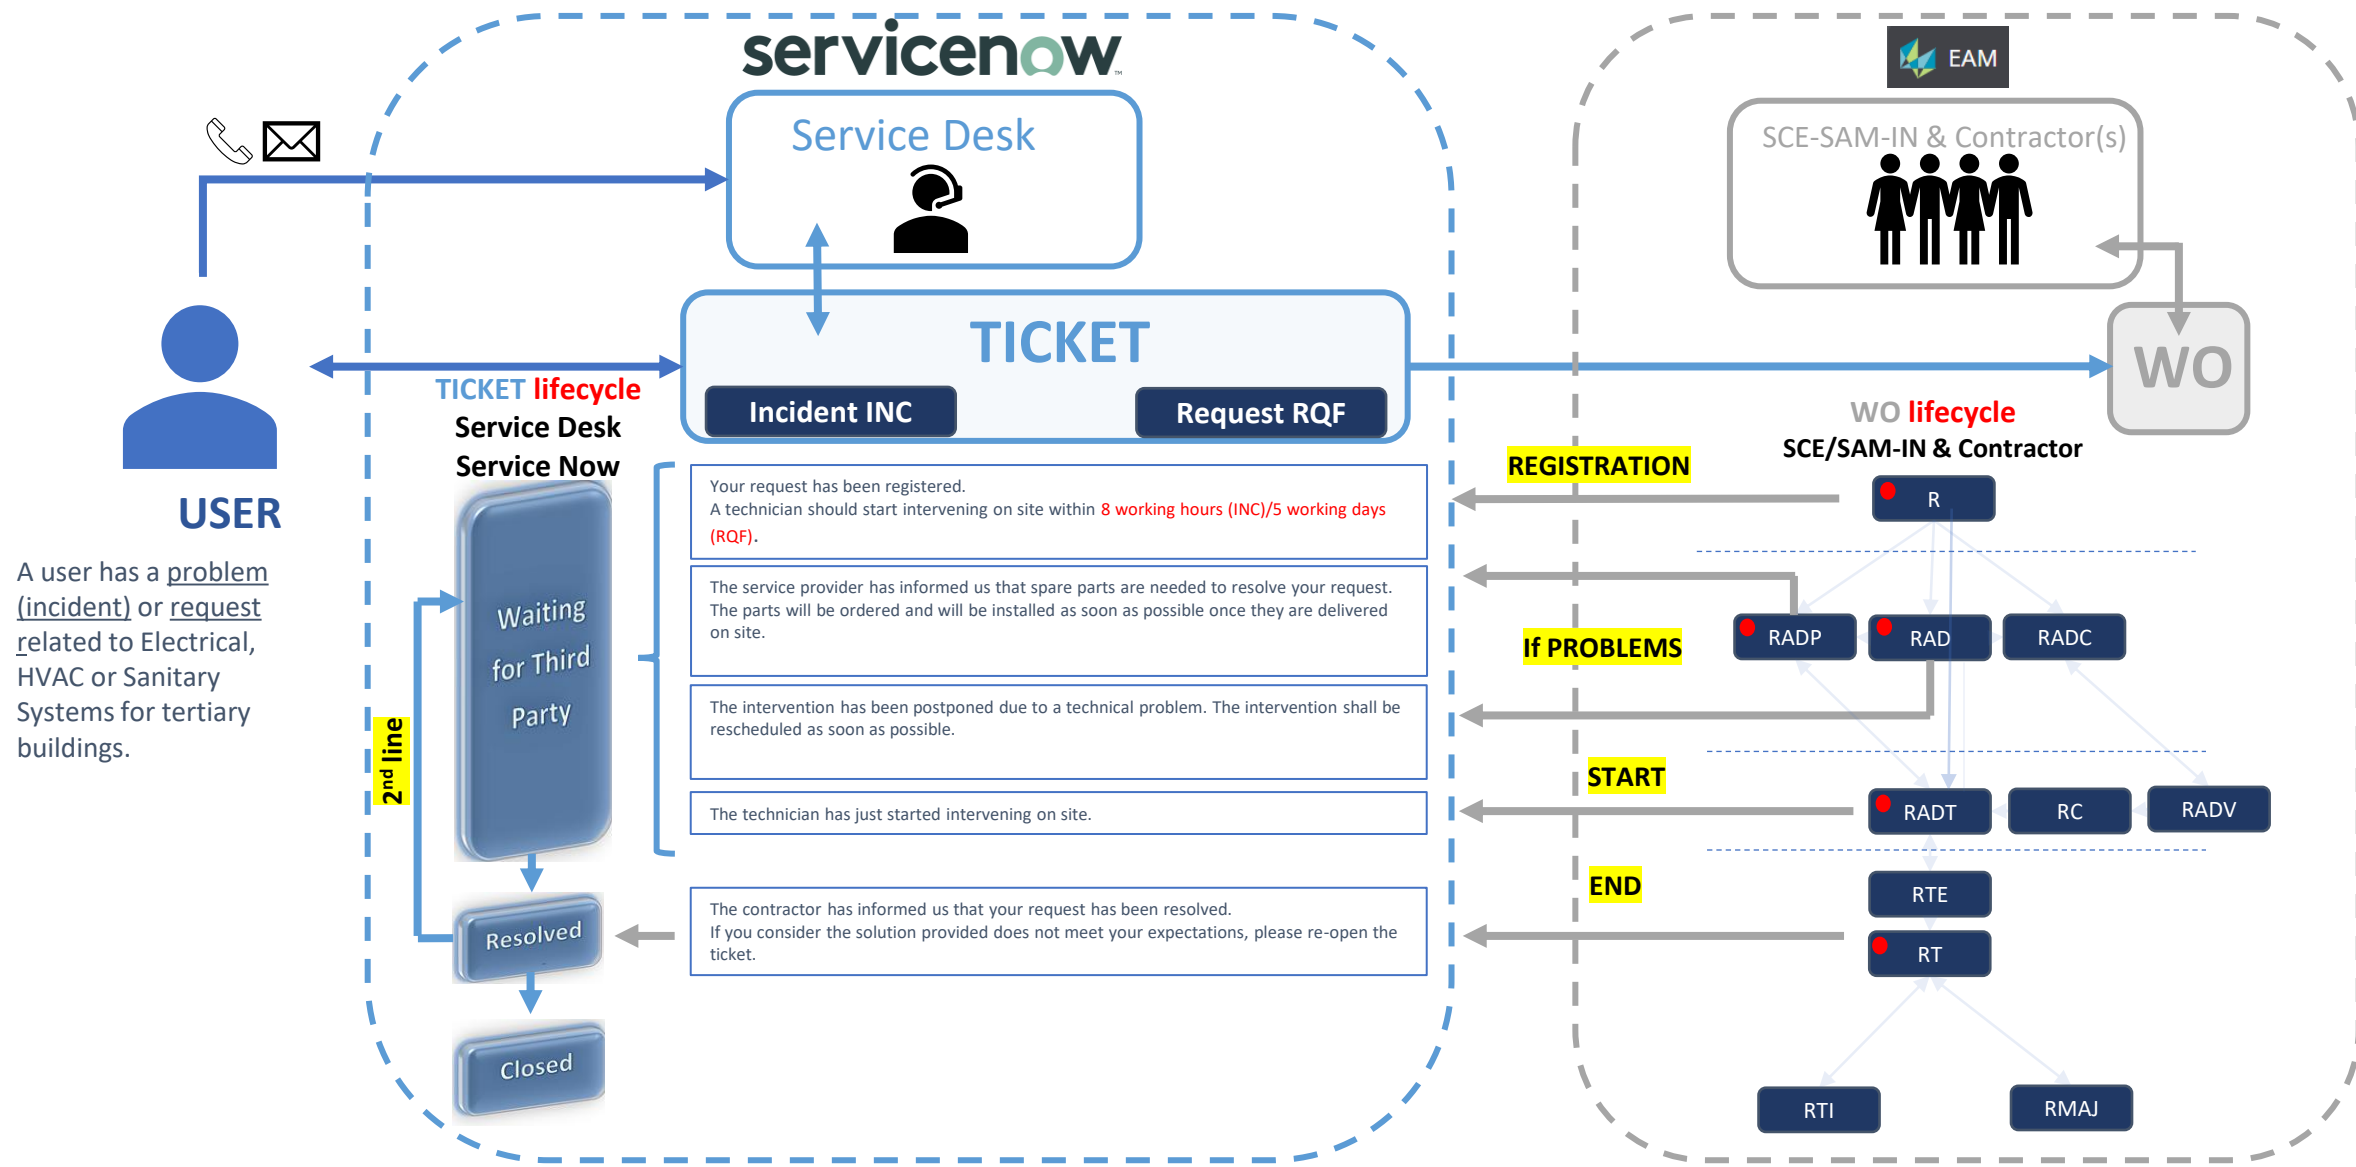 servicenow
™
EAM
Service Desk
SCE-SAM-IN & Contractor(s)
TICKET
Incident INC
Request RQF
WO
USER
A user has a problem
(incident) or request
related to Electrical,
HVAC or Sanitary
Systems for tertiary
buildings.
TICKET lifecycle
Service Desk
Service Now
WO lifecycle
SCE/SAM-IN & Contractor
2nd line
Waiting
for Third
Party
Resolved
Closed
Your request has been registered.
A technician should start intervening on site within 8 working hours (INC)/5 working days
(RQF).
The service provider has informed us that spare parts are needed to resolve your request.
The parts will be ordered and will be installed as soon as possible once they are delivered
on site.
The intervention has been postponed due to a technical problem. The intervention shall be
rescheduled as soon as possible.
The technician has just started intervening on site.
The contractor has informed us that your request has been resolved.
If you consider the solution provided does not meet your expectations, please re-open the
ticket.
REGISTRATION
If PROBLEMS
START
END
R
RADP
RAD
RADC
RADT
RC
RADV
RTE
RT
RTI
RMAJ